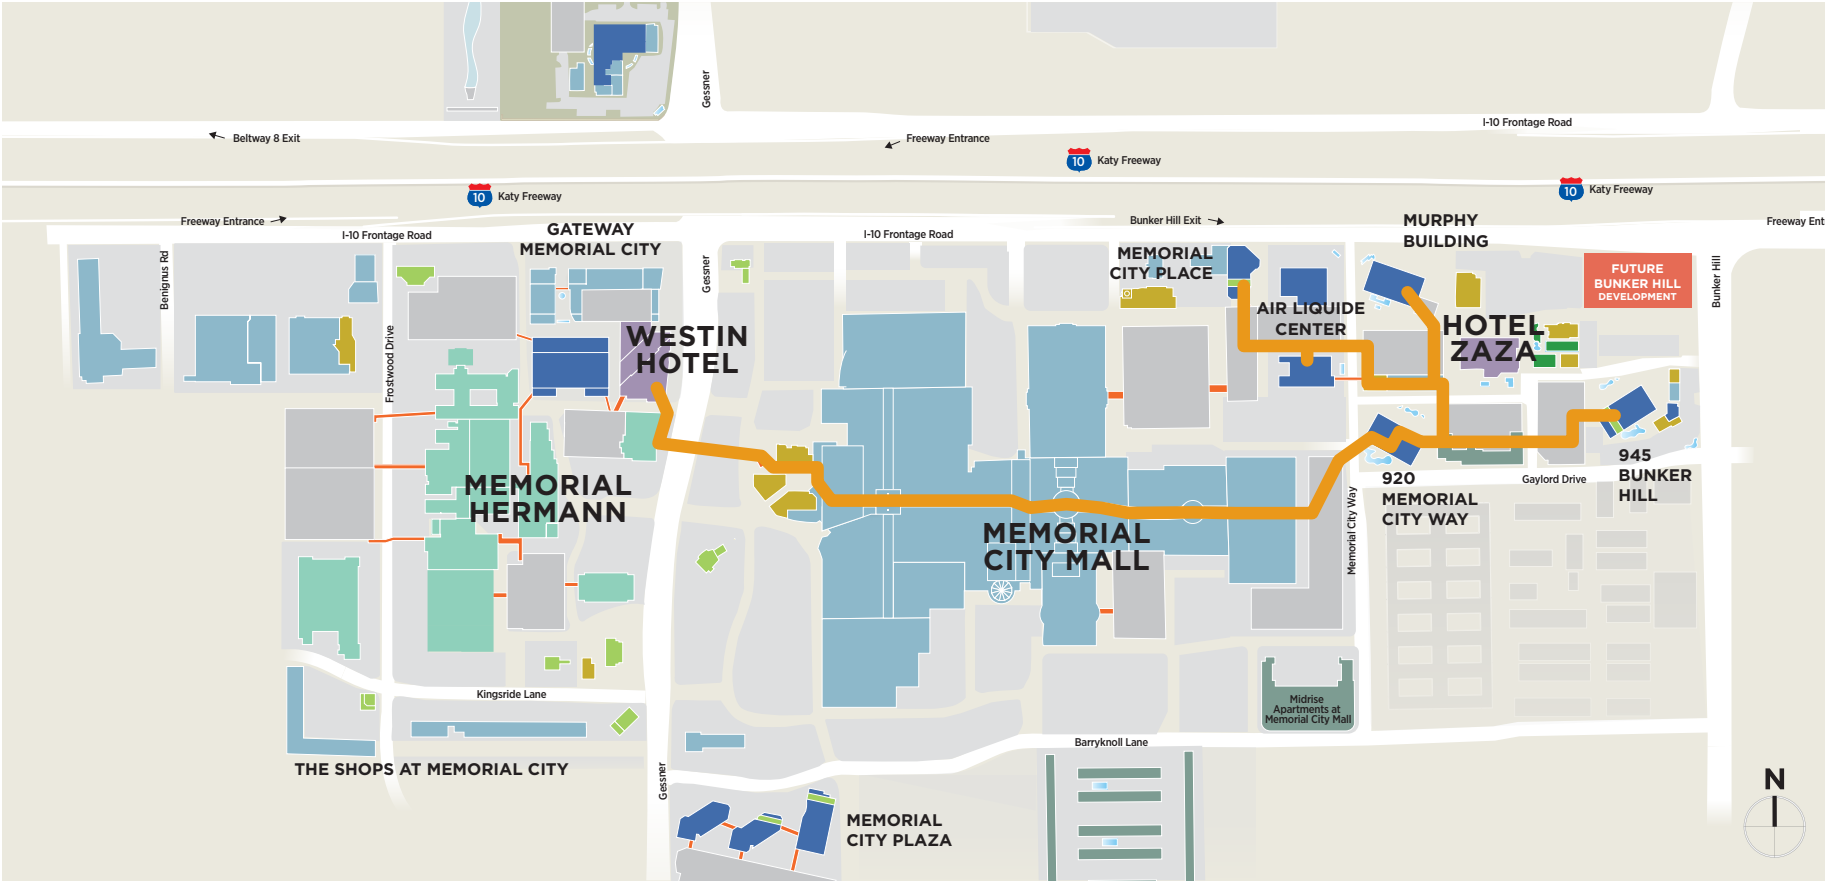 Gessner
I-10 Frontage Road
Beltway 8 Exit
Freeway Entrance
10
Katy Freeway
10
Katy Freeway
10
Katy Freeway
Freeway Entrance
Bunker Hill Exit
Freeway Ent
I-10 Frontage Road
I-10 Frontage Road
GATEWAY
MEMORIAL CITY
MURPHY
BUILDING
MEMORIAL
CITY PLACE
Benignus Rd
Gessner
Bunker Hill
FUTURE
BUNKER HILL
DEVELOPMENT
AIR LIQUIDE
CENTER
HOTEL
ZAZA
WESTIN
HOTEL
Frostwood Drive
945
BUNKER
HILL
920
MEMORIAL
CITY WAY
Gaylord Drive
MEMORIAL
HERMANN
Memorial City Way
MEMORIAL
CITY MALL
Kingsride Lane
Midrise
Apartments at
Memorial City Mall
Barryknoll Lane
THE SHOPS AT MEMORIAL CITY
Gessner
MEMORIAL
CITY PLAZA
N